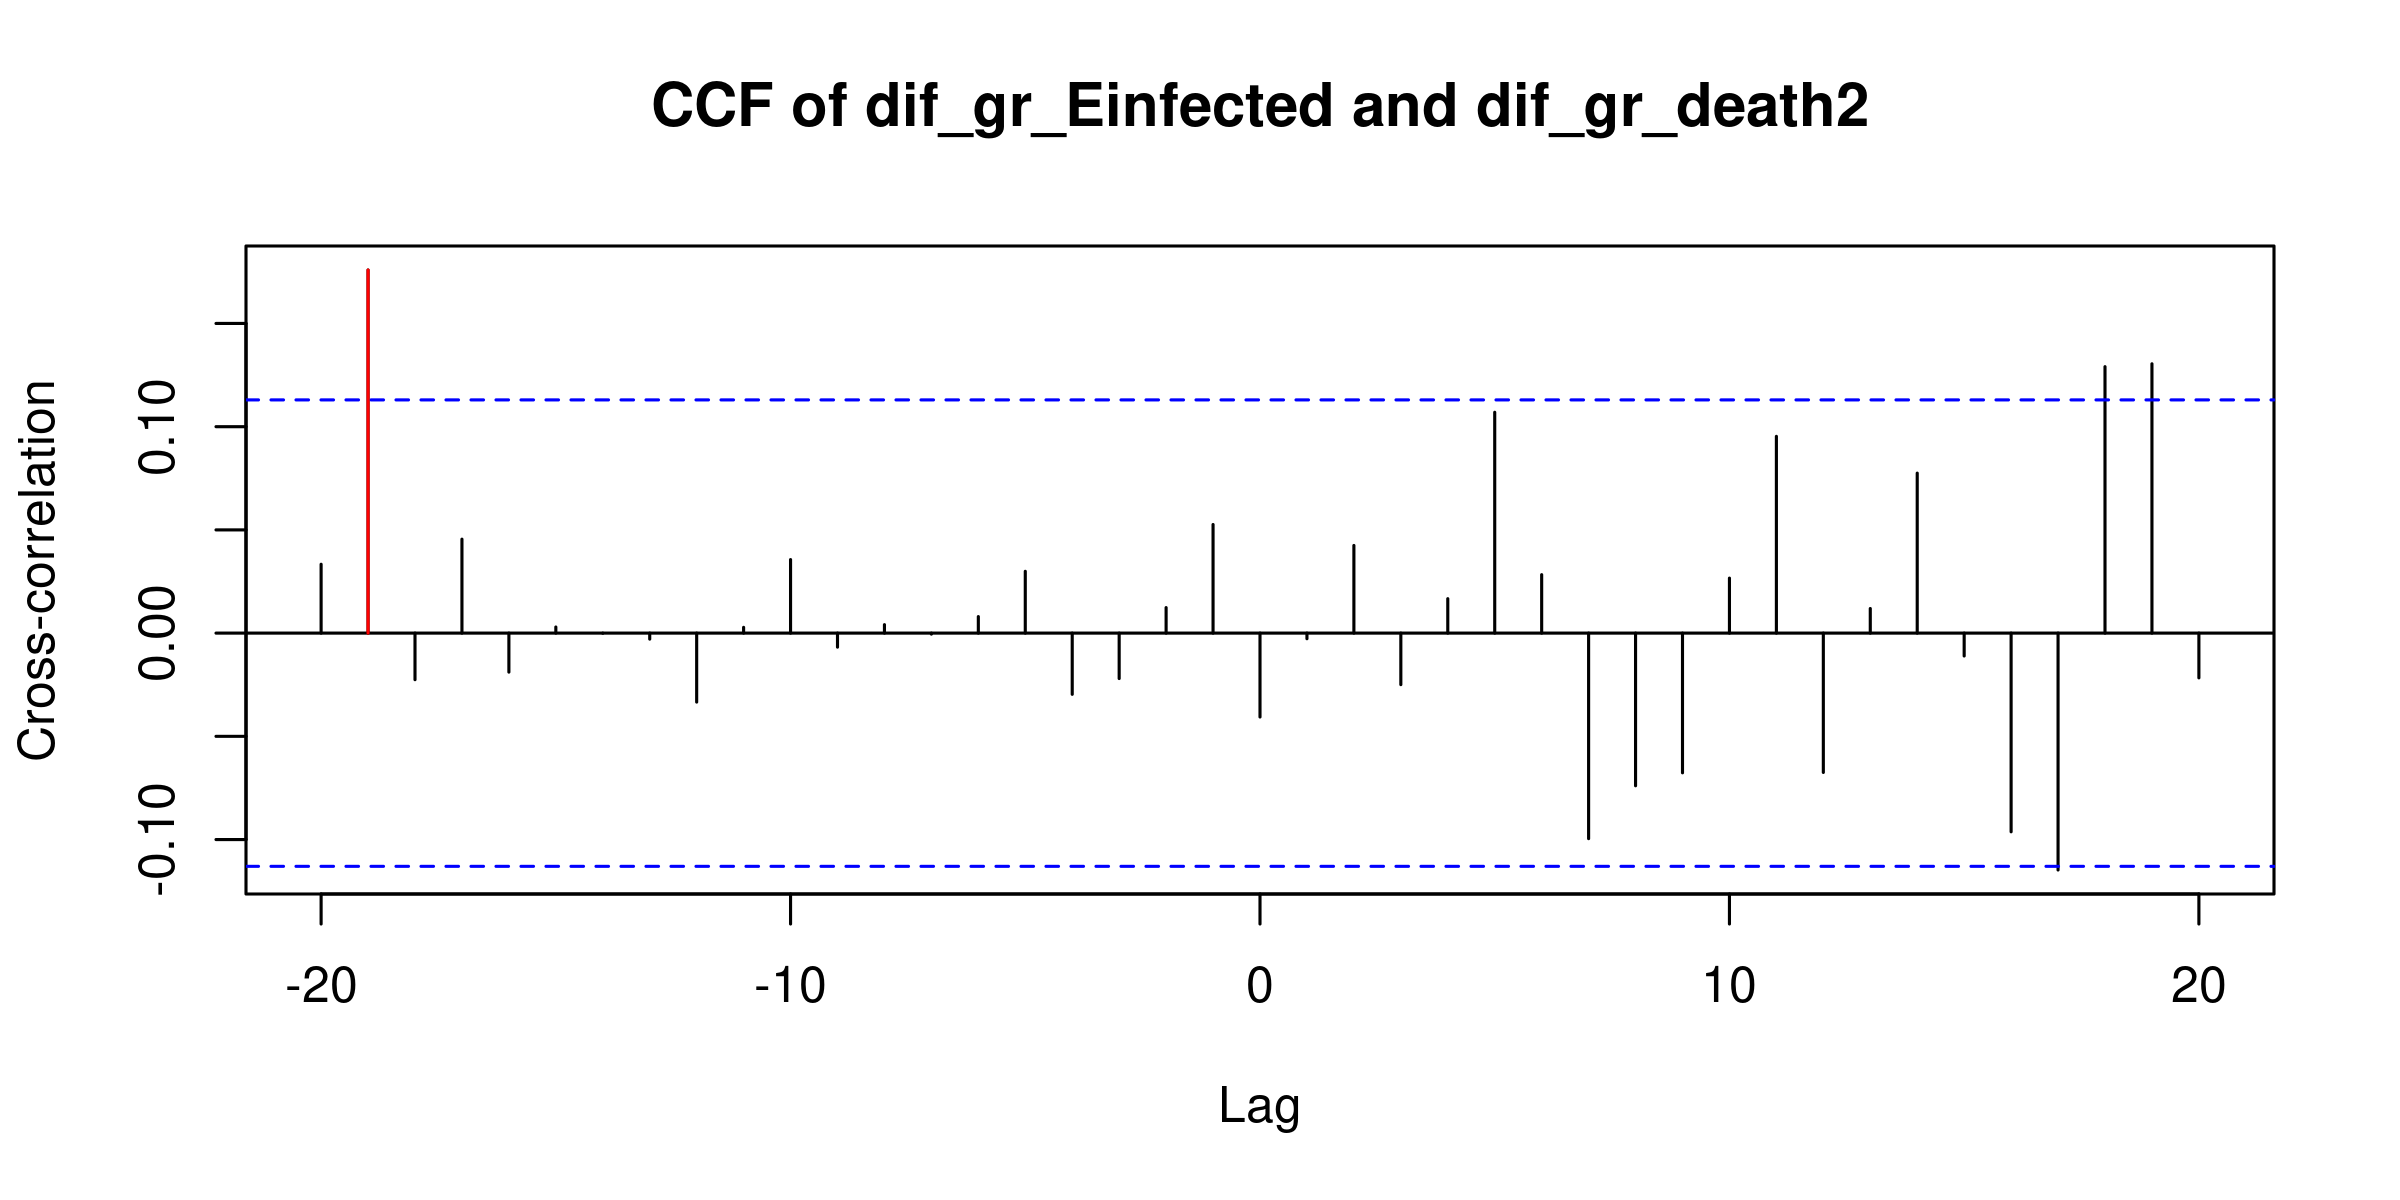 CCF of dif_gr_Einfected and dif_gr_death2
Cross-correlation
0.10
0.00
-0.10
-20 -10 0 10 20
Lag